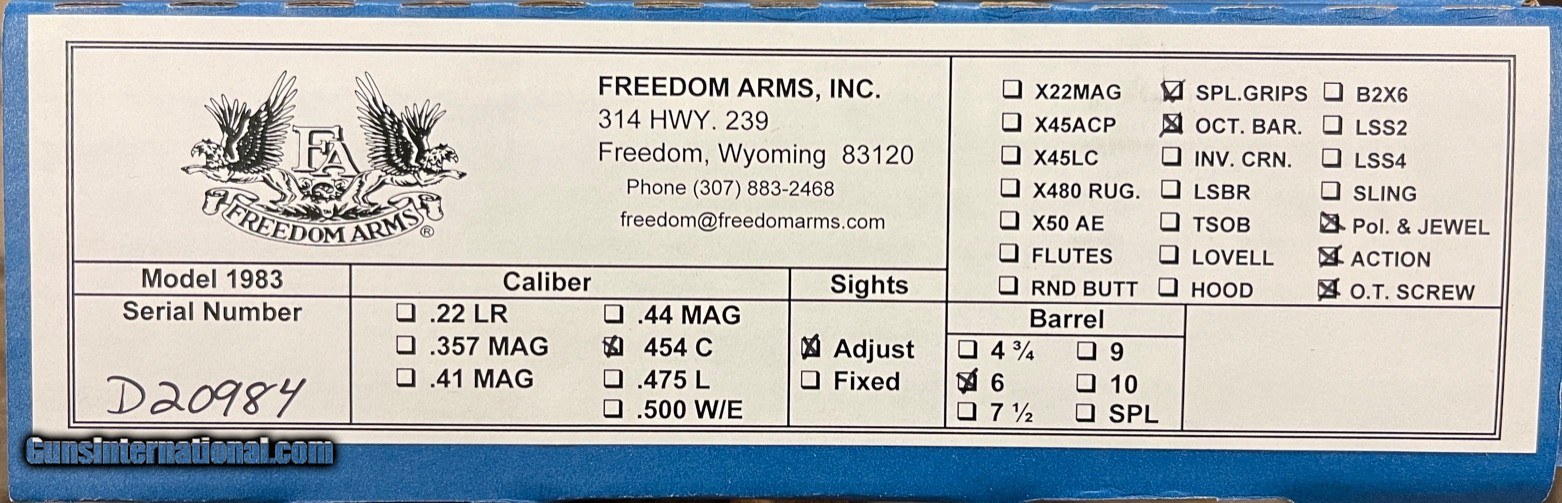 FA
FREEDOM ARMS ®
FREEDOM ARMS, INC.
314 HWY. 239
Freedom, Wyoming 83120
Phone (307) 883-2468
freedom@freedomarms.com
☐ X22MAG ☒ SPL.GRIPS ☐ B2X6
☐ X45ACP ☒ OCT. BAR. ☐ LSS2
☐ X45LC ☐ INV. CRN. ☐ LSS4
☐ X480 RUG. ☐ LSBR ☐ SLING
☐ X50 AE ☐ TSOB ☒ Pol. & JEWEL
☐ FLUTES ☐ LOVELL ☒ ACTION
☐ RND BUTT ☐ HOOD ☒ O.T. SCREW
Model 1983
Serial Number
D20984
Caliber
☐ .22 LR ☐ .44 MAG
☐ .357 MAG ☒ 454 C
☐ .41 MAG ☐ .475 L
☐ .500 W/E
Sights
☒ Adjust
☐ Fixed
Barrel
☐ 4 ¾ ☐ 9
☒ 6 ☐ 10
☐ 7 ½ ☐ SPL
GunsInternational.com